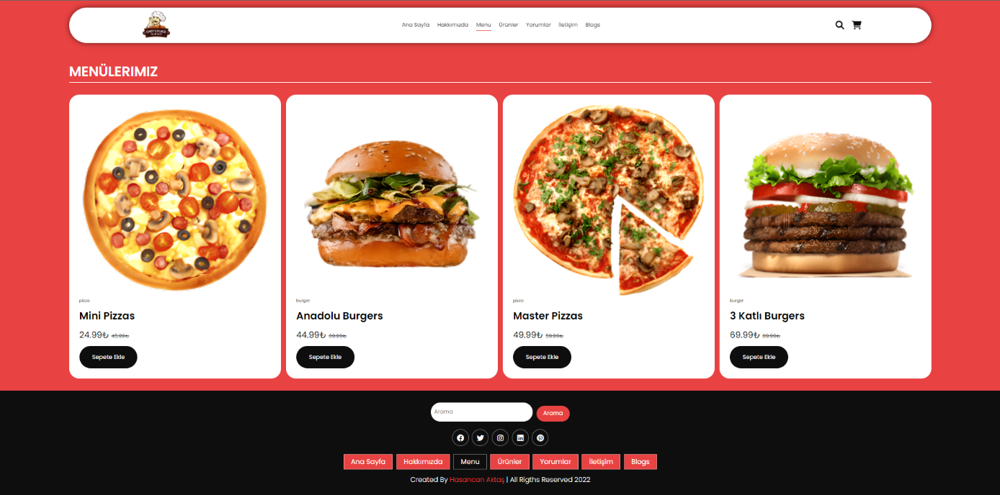 CHEF'S PLACE
Ana Sayfa Hakkımızda Menu Ürünler Yorumlar İletişim Blogs
MENÜLERIMIZ
pizza
Mini Pizzas
24.99₺ 45.99₺
Sepete Ekle
burger
Anadolu Burgers
44.99₺ 69.99₺
Sepete Ekle
pizza
Master Pizzas
49.99₺ 59.99₺
Sepete Ekle
burger
3 Katlı Burgers
69.99₺ 89.99₺
Sepete Ekle
Arama Arama
Ana Sayfa Hakkımızda Menu Ürünler Yorumlar İletişim Blogs
Created By Hasancan Aktaş | All Rigths Reserved 2022